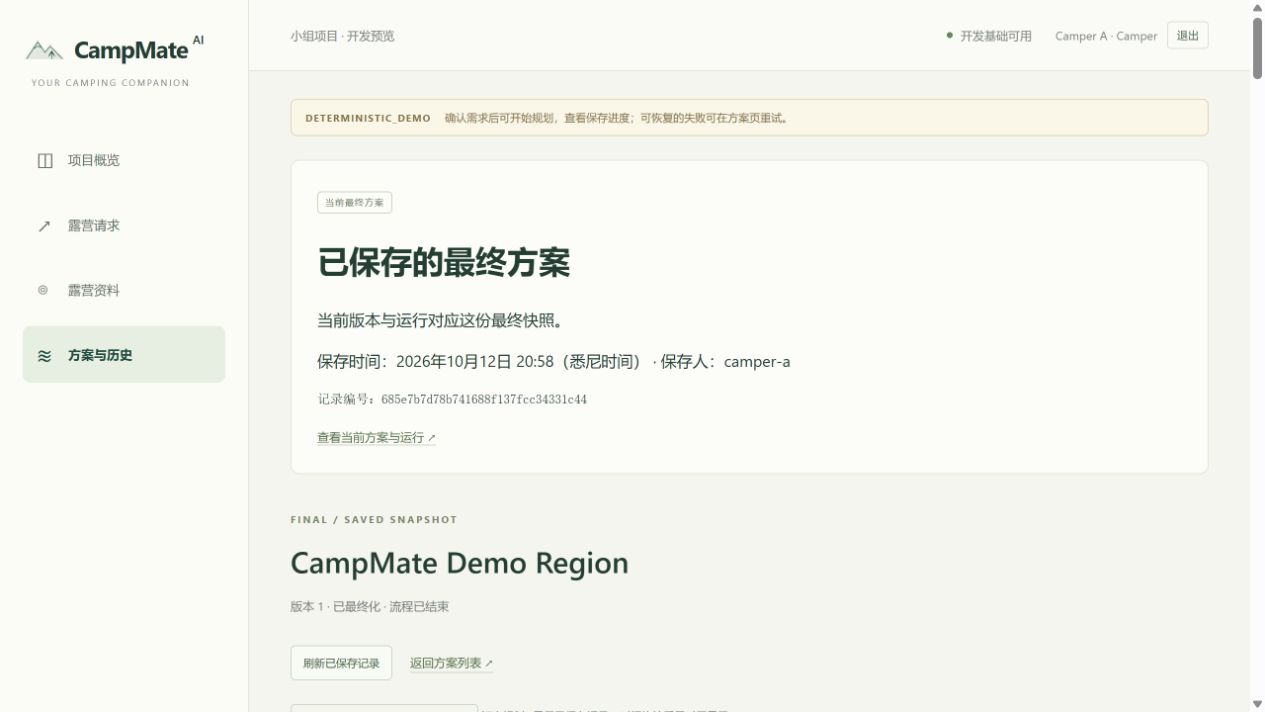 CampMate AI
YOUR CAMPING COMPANION
项目概览
露营请求
露营资料
方案与历史
小组项目 · 开发预览
开发基础可用
Camper A · Camper
退出
DETERMINISTIC_DEMO 确认需求后可开始规划，查看保存进度；可恢复的失败可在方案页重试。
当前最终方案
已保存的最终方案
当前版本与运行对应这份最终快照。
保存时间：2026年10月12日 20:58（悉尼时间） · 保存人：camper-a
记录编号：685e7b7d78b741688f137fcc34331c44
查看当前方案与运行 ↗
FINAL / SAVED SNAPSHOT
CampMate Demo Region
版本 1 · 已最终化 · 流程已结束
刷新已保存记录
返回方案列表 ↗